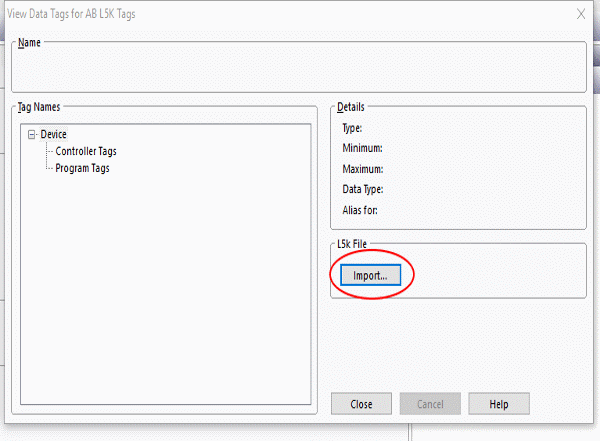 View Data Tags for AB L5K Tags
Name
Tag Names
Device
Controller Tags
Program Tags
Details
Type:
Minimum:
Maximum:
Data Type:
Alias for:
L5k File
Import...
Close
Cancel
Help